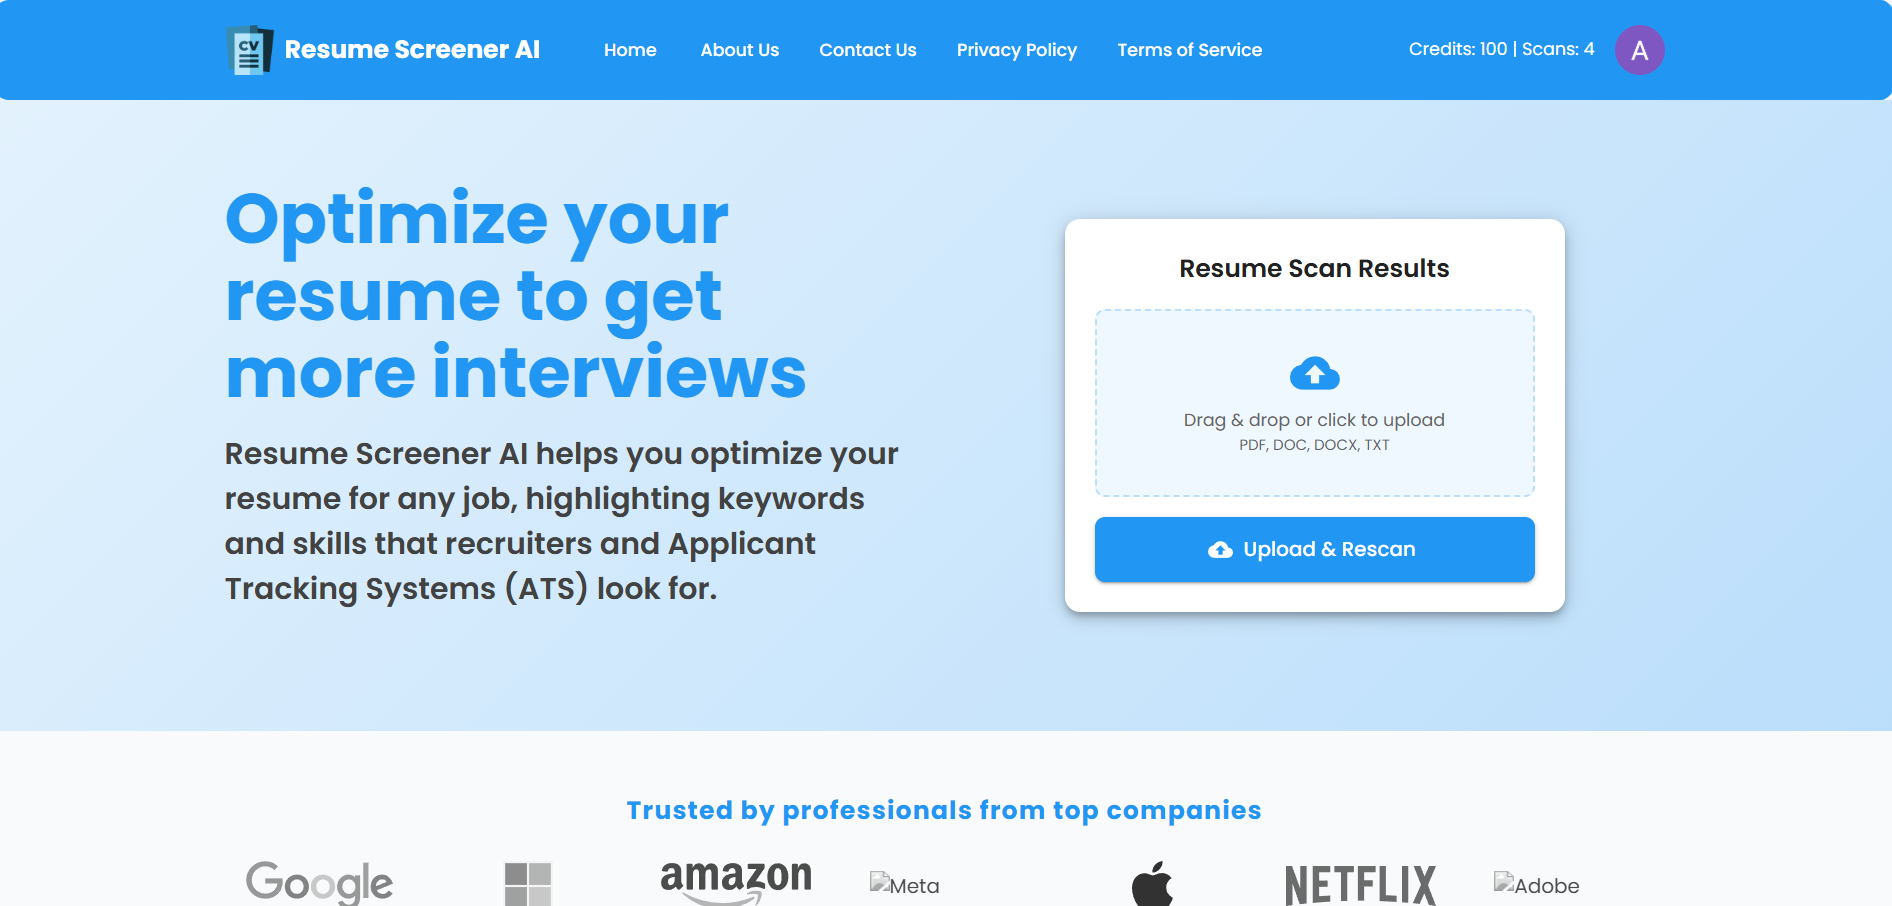 CV
Resume Screener AI
Home
About Us
Contact Us
Privacy Policy
Terms of Service
Credits: 100 | Scans: 4
A
Optimize your
resume to get
more interviews
Resume Screener AI helps you optimize your
resume for any job, highlighting keywords
and skills that recruiters and Applicant
Tracking Systems (ATS) look for.
Resume Scan Results
Drag & drop or click to upload
PDF, DOC, DOCX, TXT
Upload & Rescan
Trusted by professionals from top companies
Google
amazon
Meta
NETFLIX
Adobe